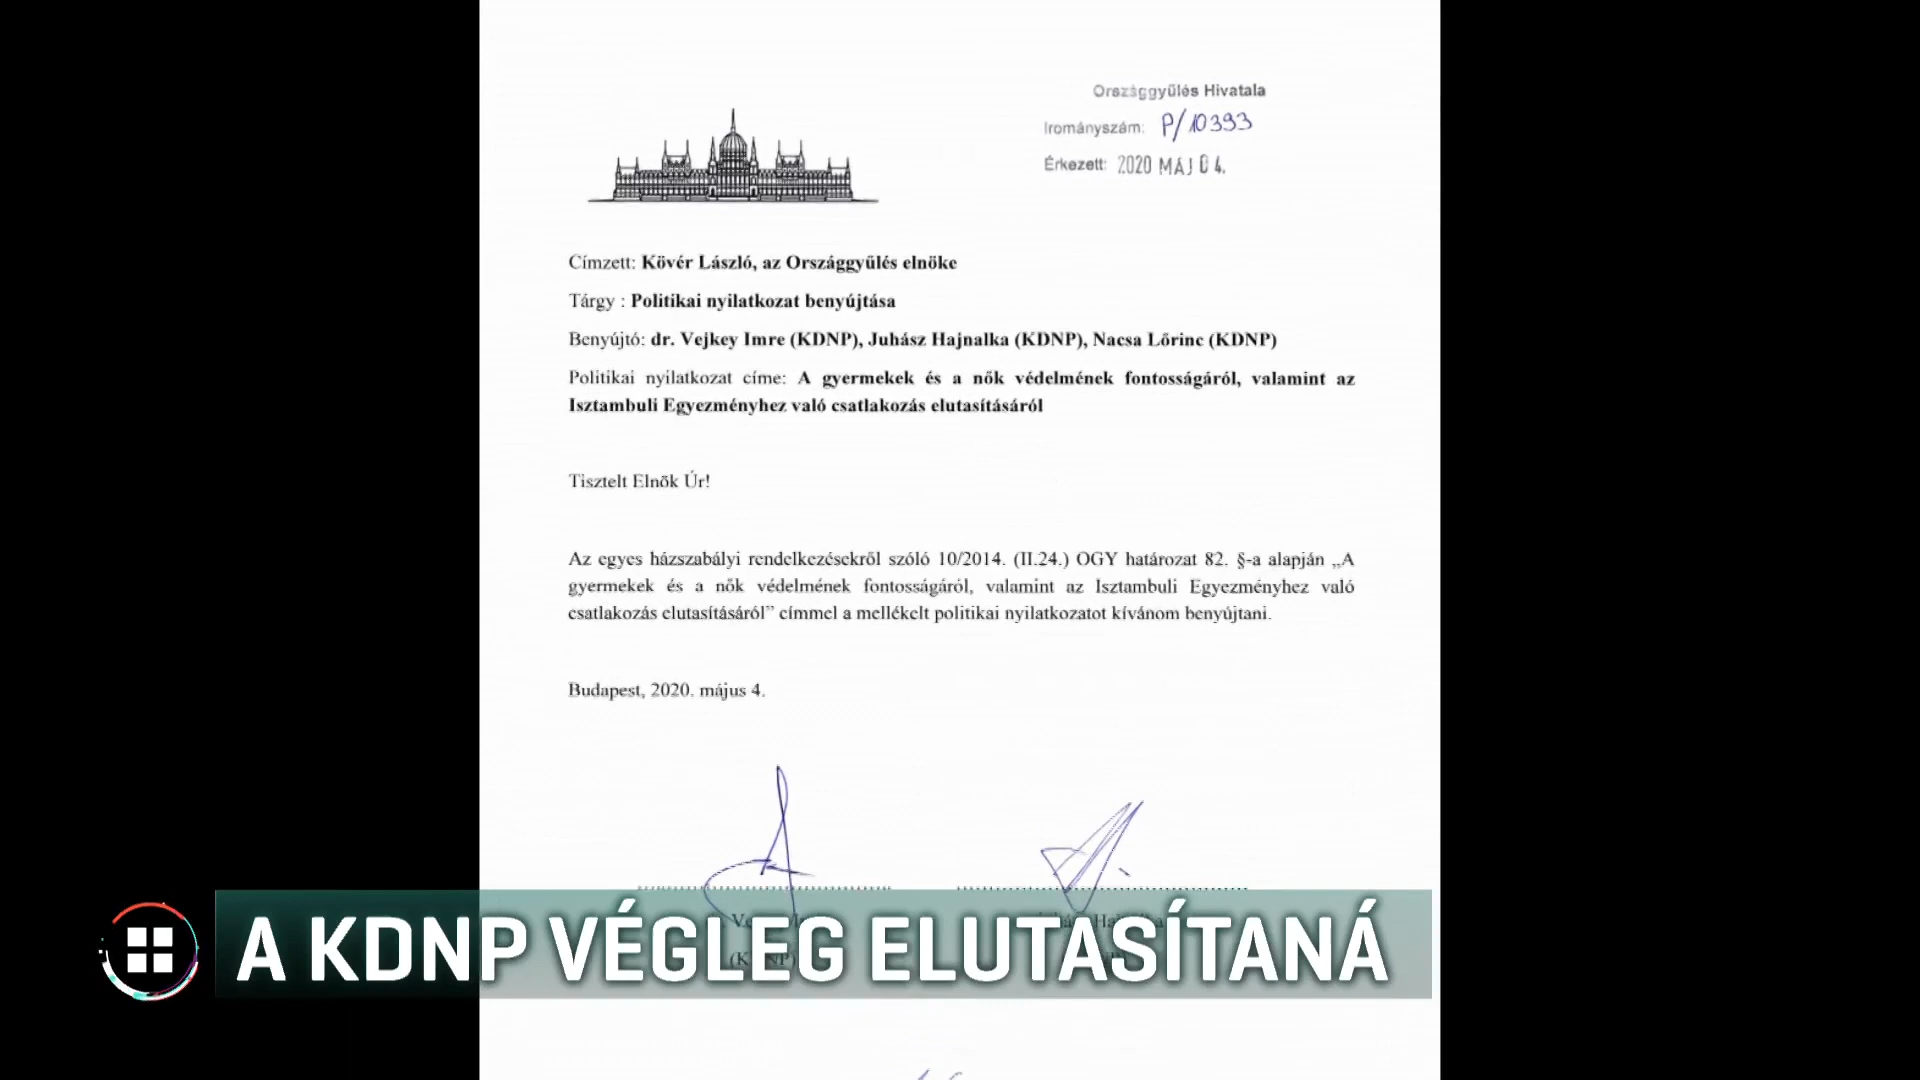 Országgyűlés Hivatala
Irományszám: P/10393
Érkezett: 2020 MÁJ 04.
Címzett: Kövér László, az Országgyűlés elnöke
Tárgy : Politikai nyilatkozat benyújtása
Benyújtó: dr. Vejkey Imre (KDNP), Juhász Hajnalka (KDNP), Nacsa Lőrinc (KDNP)
Politikai nyilatkozat címe: A gyermekek és a nők védelmének fontosságáról, valamint az
Isztambuli Egyezményhez való csatlakozás elutasításáról
Tisztelt Elnök Úr!
Az egyes házszabályi rendelkezésekről szóló 10/2014. (II.24.) OGY határozat 82. §-a alapján „A
gyermekek és a nők védelmének fontosságáról, valamint az Isztambuli Egyezményhez való
csatlakozás elutasításáról” címmel a mellékelt politikai nyilatkozatot kívánom benyújtani.
Budapest, 2020. május 4.
A KDNP VÉGLEG ELUTASÍTANÁ